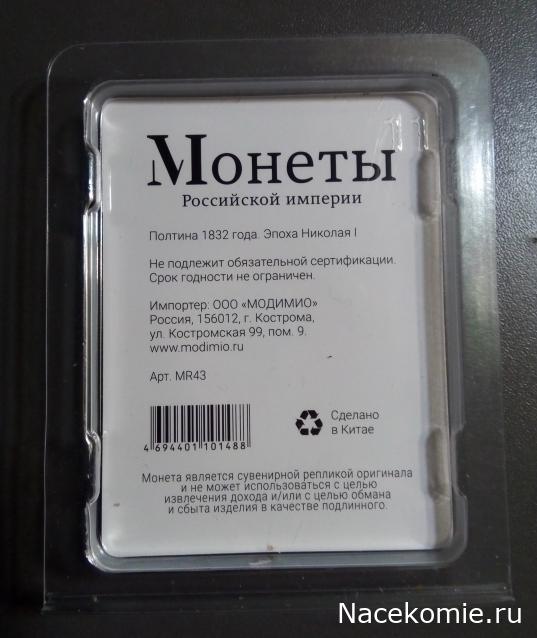 Монеты
Российской империи
Полтина 1832 года. Эпоха Николая I
Не подлежит обязательной сертификации.
Срок годности не ограничен.
Импортер: ООО «МОДИМИО»
Россия, 156012, г. Кострома,
ул. Костромская 99, пом. 9.
www.modimio.ru
Арт. MR43
4 694401 101488
Сделано
в Китае
Монета является сувенирной репликой оригинала
и не может использоваться с целью
извлечения дохода и/или с целью обмана
и сбыта изделия в качестве подлинного.
Nacekomie.ru